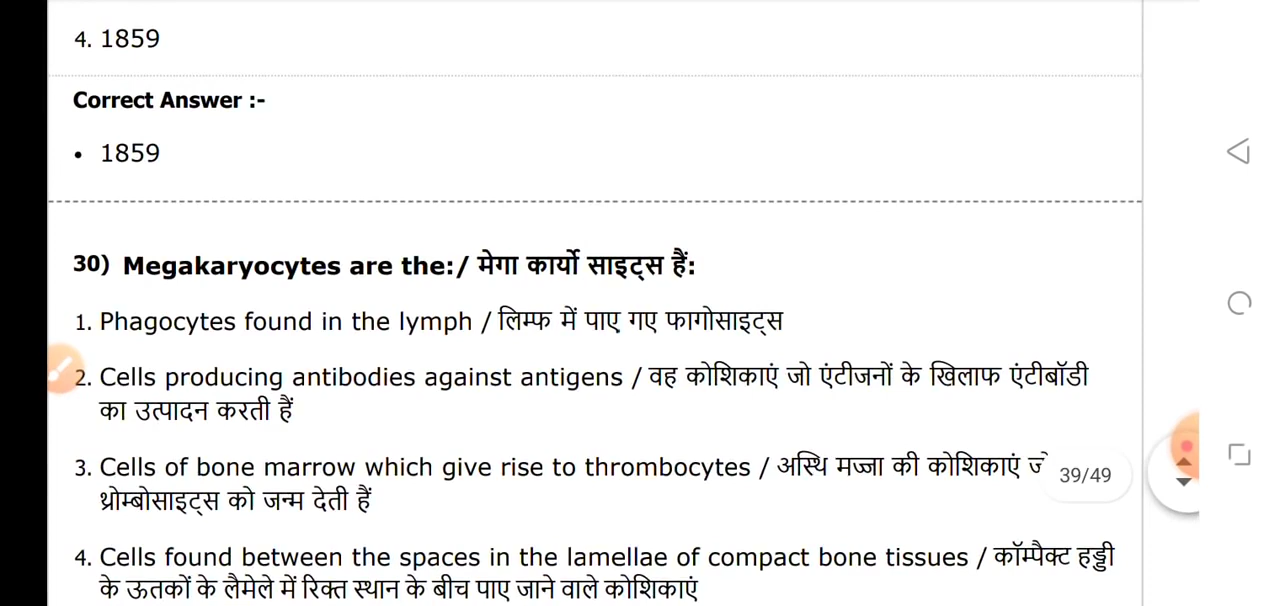 4. 1859
Correct Answer :-
• 1859
30) Megakaryocytes are the:/ मेगा कार्यो साइट्स हैं:
1. Phagocytes found in the lymph / लिम्फ में पाए गए फागोसाइट्स
2. Cells producing antibodies against antigens / वह कोशिकाएं जो एंटीजनों के खिलाफ एंटीबॉडी
का उत्पादन करती हैं
3. Cells of bone marrow which give rise to thrombocytes / अस्थि मज्जा की कोशिकाएं
39/49
थ्रोम्बोसाइट्स को जन्म देती हैं
4. Cells found between the spaces in the lamellae of compact bone tissues / कॉम्पैक्ट हड्डी
के ऊतकों के लैमेले में रिक्त स्थान के बीच पाए जाने वाले कोशिकाएं